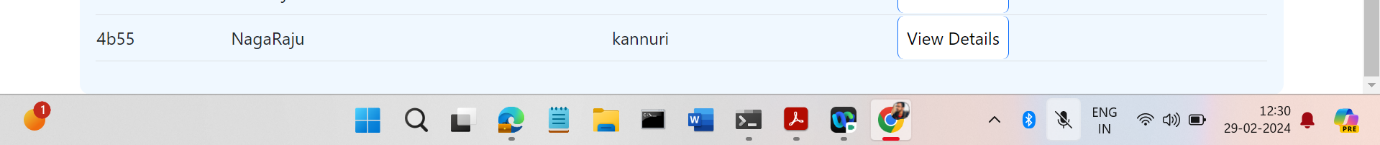 4b55 NagaRaju kannuri View Details
1
W
ENG
IN
12:30
29-02-2024
PRE